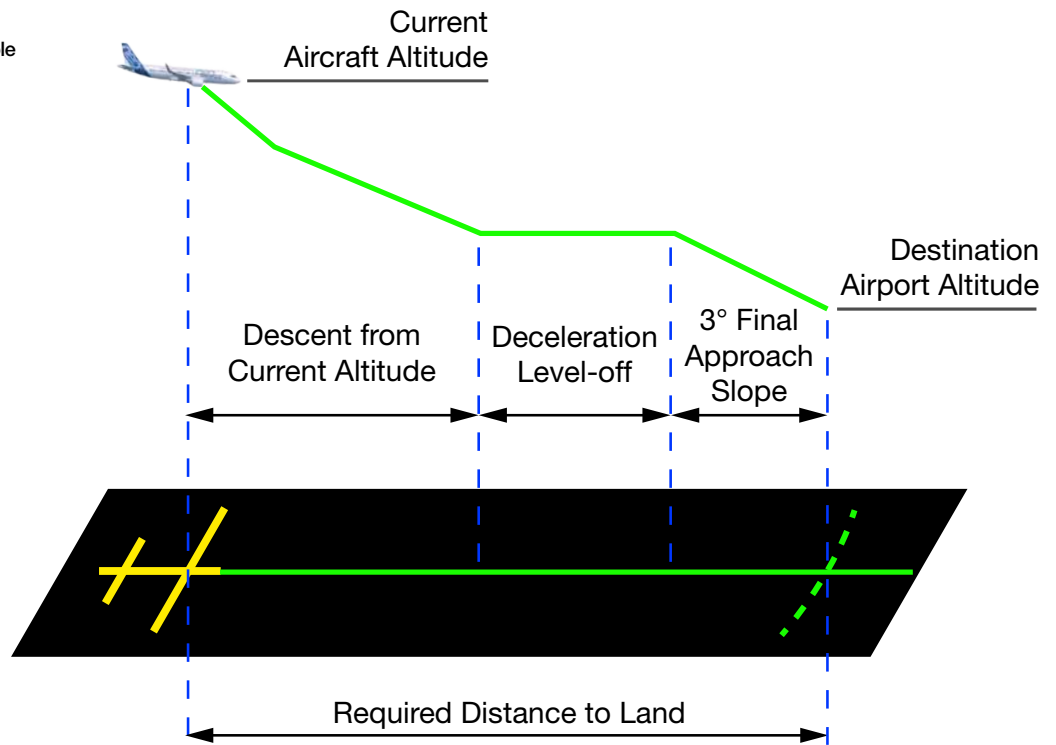 Current
Aircraft Altitude
Destination
Airport Altitude
Descent from
Current Altitude
Deceleration
Level-off
3° Final
Approach
Slope
Required Distance to Land